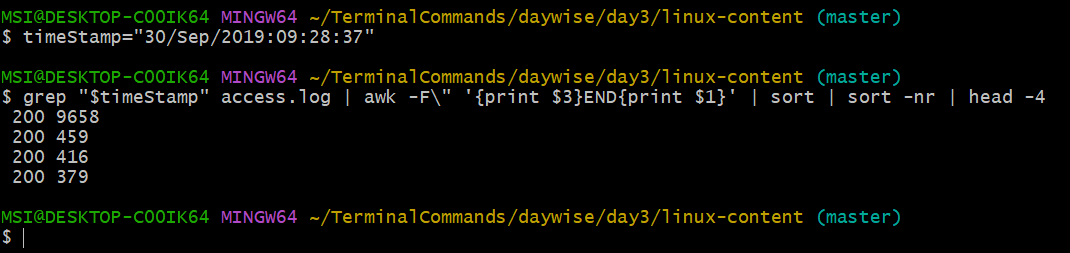 MSI@DESKTOP-C00IK64 MINGW64 ~/TerminalCommands/daywise/day3/linux-content (master)
$ timeStamp="30/Sep/2019:09:28:37"
MSI@DESKTOP-C00IK64 MINGW64 ~/TerminalCommands/daywise/day3/linux-content (master)
$ grep "$timeStamp" access.log | awk -F\" '{print $3}END{print $1}' | sort | sort -nr | head -4
200 9658
200 459
200 416
200 379
MSI@DESKTOP-C00IK64 MINGW64 ~/TerminalCommands/daywise/day3/linux-content (master)
$